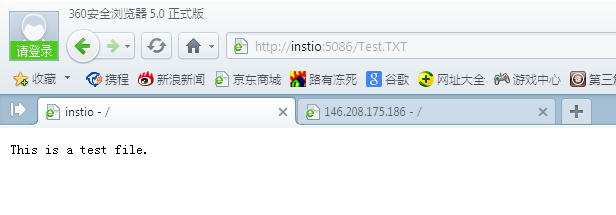 360安全浏览器 5.0 正式版
请登录
http://instio:5086/Test.TXT
收藏 携程 新浪新闻 京东商城 路有冻死 谷歌 网址大全 游戏中心 第三
instio - / 146.208.175.186 - /
This is a test file.